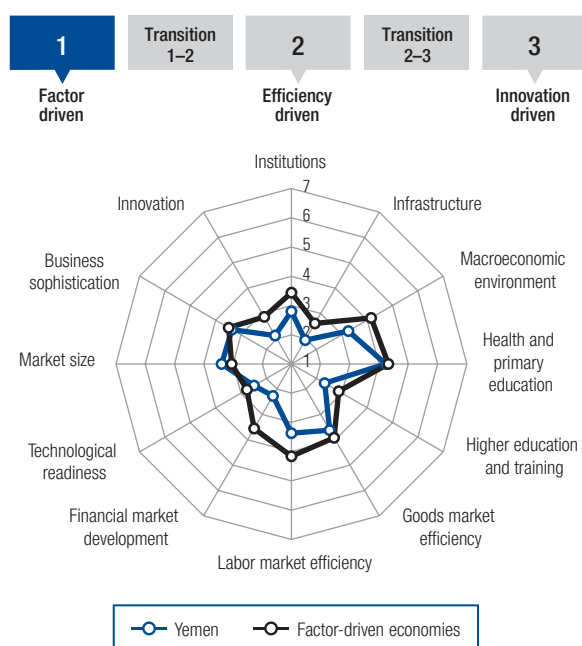 1
Transition
1–2
2
Transition
2–3
3
Factor
driven
Efficiency
driven
Innovation
driven
Institutions
7
6
5
4
3
2
1
Innovation
Infrastructure
Business
sophistication
Macroeconomic
environment
Market size
Health and
primary
education
Technological
readiness
Higher education
and training
Financial market
development
Goods market
efficiency
Labor market efficiency
Yemen
Factor-driven economies